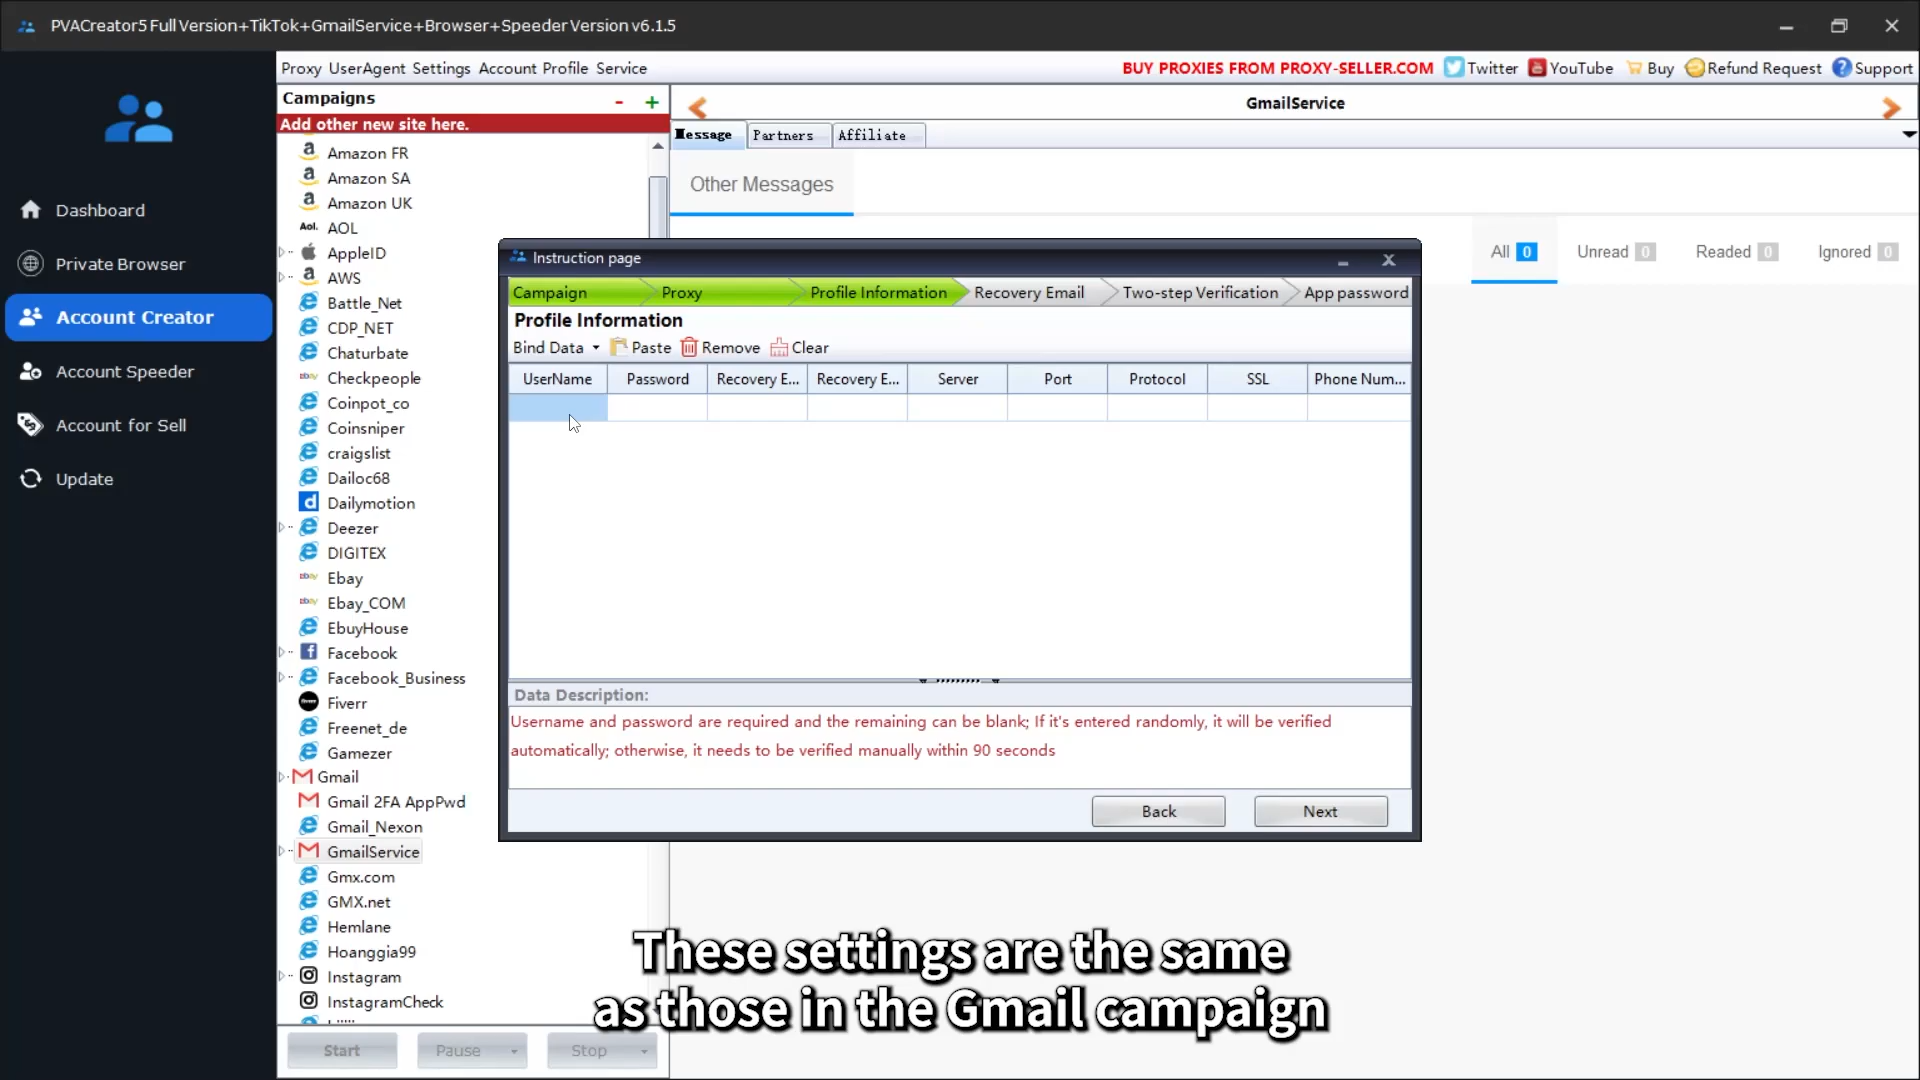 PVACreator5 Full Version+TikTok+GmailService+Browser+Speeder Version v6.1.5
Dashboard
Private Browser
Account Creator
Account Speeder
Account for Sell
Update
Proxy UserAgent Settings Account Profile Service
BUY PROXIES FROM PROXY-SELLER.COM Twitter YouTube Buy Refund Request Support
Campaigns - +
Add other new site here.
Amazon FR
Amazon SA
Amazon UK
AOL
AppleID
AWS
Battle_Net
CDP_NET
Chaturbate
Checkpeople
Coinpot_co
Coinsniper
craigslist
Dailoc68
Dailymotion
Deezer
DIGITEX
Ebay
Ebay_COM
EbuyHouse
Facebook
Facebook_Business
Fiverr
Freenet_de
Gamezer
Gmail
Gmail 2FA AppPwd
Gmail_Nexon
GmailService
Gmx.com
GMX.net
Hemlane
Hoanggia99
Instagram
InstagramCheck
Start Pause Stop
GmailService
Message Partners Affiliate
Other Messages
All 0 Unread 0 Readed 0 Ignored 0
Instruction page
Campaign Proxy Profile Information Recovery Email Two-step Verification App password
Profile Information
Bind Data Paste Remove Clear
UserName Password Recovery E... Recovery E... Server Port Protocol SSL Phone Num...
Data Description:
Username and password are required and the remaining can be blank; If it's entered randomly, it will be verified
automatically; otherwise, it needs to be verified manually within 90 seconds
Back Next
These settings are the same
as those in the Gmail campaign